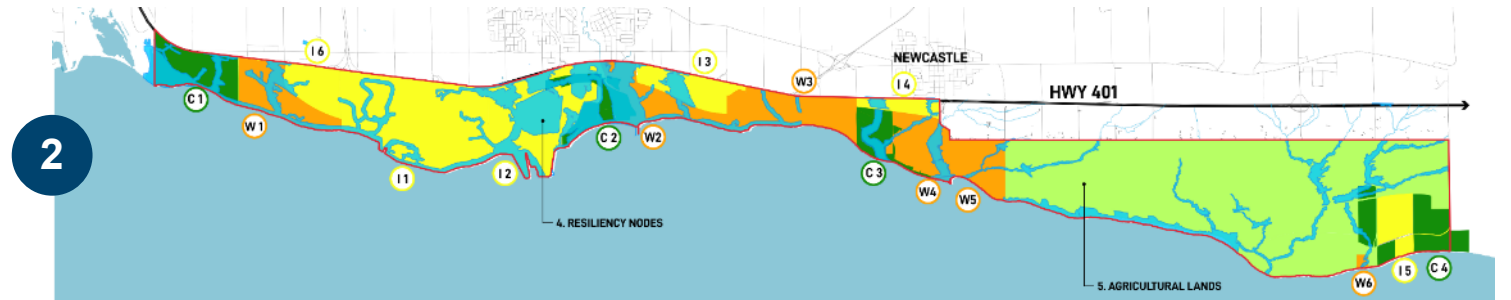 2
I 6
I 3
W3
NEWCASTLE
I 4
HWY 401
C 1
W 1
I 1
I 2
C 2
W2
C 3
W4
W5
4. RESILIENCY NODES
5. AGRICULTURAL LANDS
W6
I 5
C 4